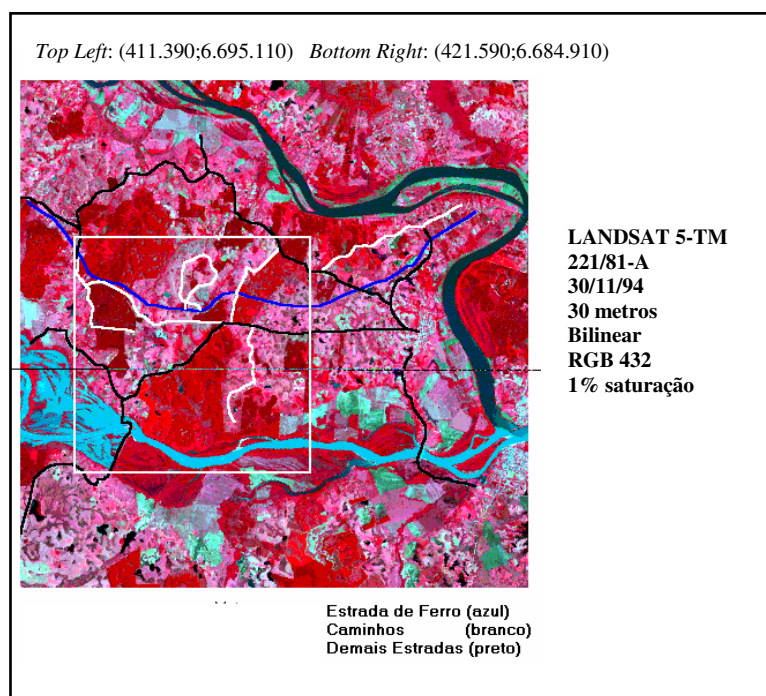 Top Left: (411.390;6.695.110) Bottom Right: (421.590;6.684.910)
LANDSAT 5-TM
221/81-A
30/11/94
30 metros
Bilinear
RGB 432
1% saturação
Estrada de Ferro (azul)
Caminhos (branco)
Demais Estradas (preto)